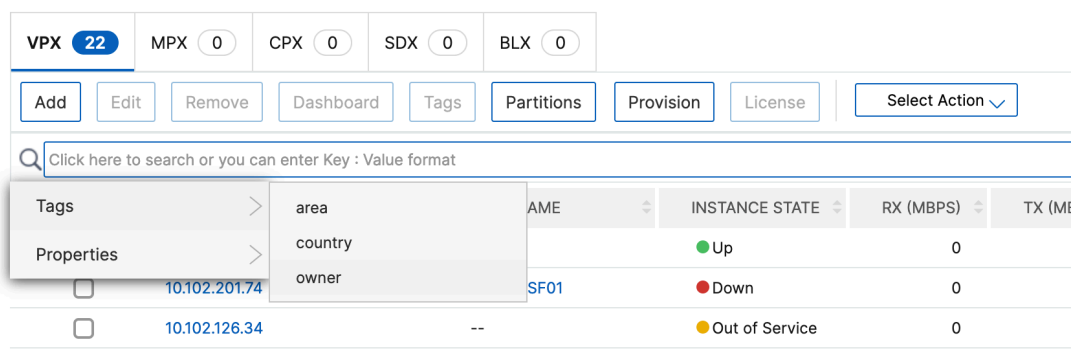 VPX 22 MPX 0 CPX 0 SDX 0 BLX 0
Add Edit Remove Dashboard Tags Partitions Provision License Select Action
Click here to search or you can enter Key : Value format
Tags
Properties
area
country
owner
AME INSTANCE STATE RX (MBPS) TX (ME
Up 0
10.102.201.74 SF01 Down 0
10.102.126.34 -- Out of Service 0